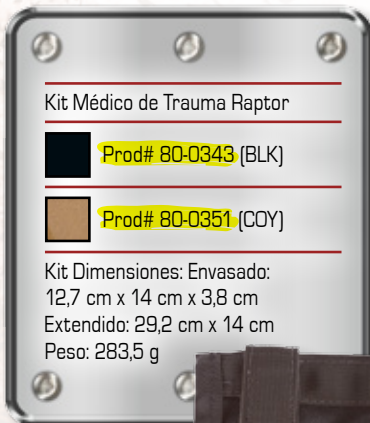 Kit Médico de Trauma Raptor
Prod# 80-0343 (BLK)
Prod# 80-0351 (COY)
Kit Dimensiones: Envasado:
12,7 cm x 14 cm x 3,8 cm
Extendido: 29,2 cm x 14 cm
Peso: 283,5 g